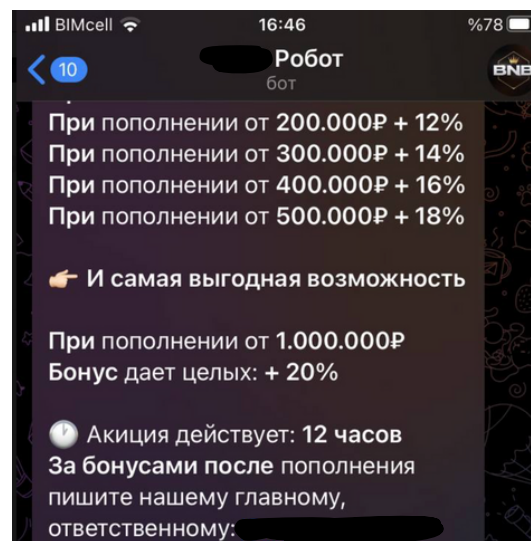 BIMcell 16:46 %78
10 Робот BNB
бот
При пополнении от 200.000₽ + 12%
При пополнении от 300.000₽ + 14%
При пополнении от 400.000₽ + 16%
При пополнении от 500.000₽ + 18%
👉🏻 И самая выгодная возможность
При пополнении от 1.000.000₽
Бонус дает целых: + 20%
🕐 Акиция действует: 12 часов
За бонусами после пополнения
пишите нашему главному,
ответственному: